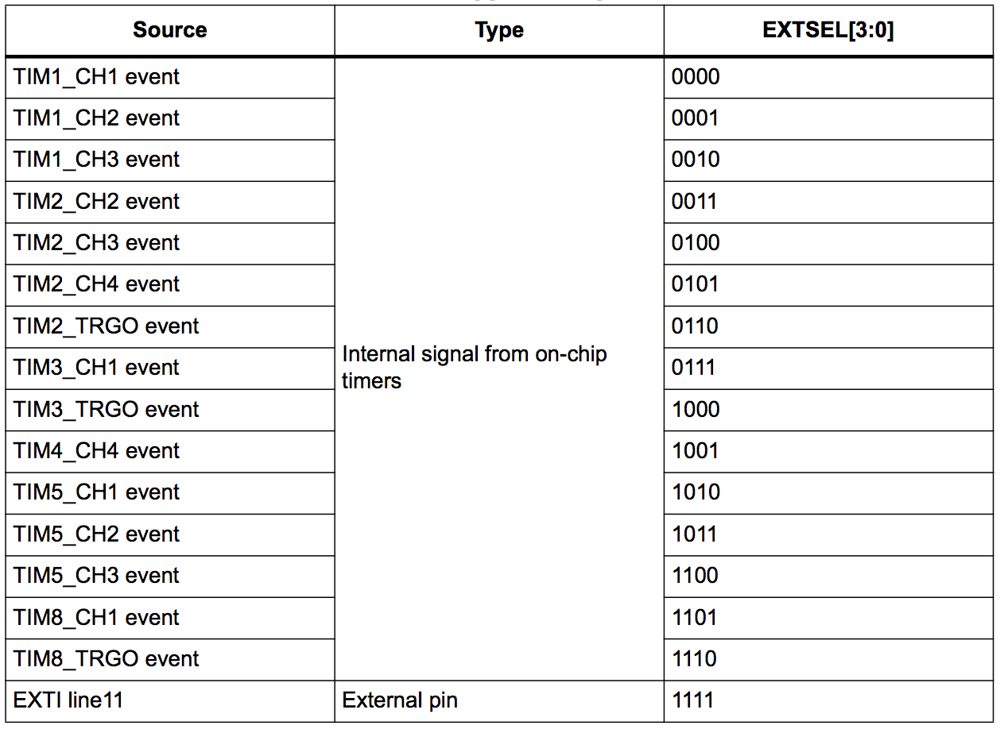 Source Type EXTSEL[3:0]
TIM1_CH1 event 0000
TIM1_CH2 event 0001
TIM1_CH3 event 0010
TIM2_CH2 event 0011
TIM2_CH3 event 0100
TIM2_CH4 event 0101
TIM2_TRGO event 0110
Internal signal from on-chip
timers
TIM3_CH1 event 0111
TIM3_TRGO event 1000
TIM4_CH4 event 1001
TIM5_CH1 event 1010
TIM5_CH2 event 1011
TIM5_CH3 event 1100
TIM8_CH1 event 1101
TIM8_TRGO event 1110
EXTI line11 External pin 1111